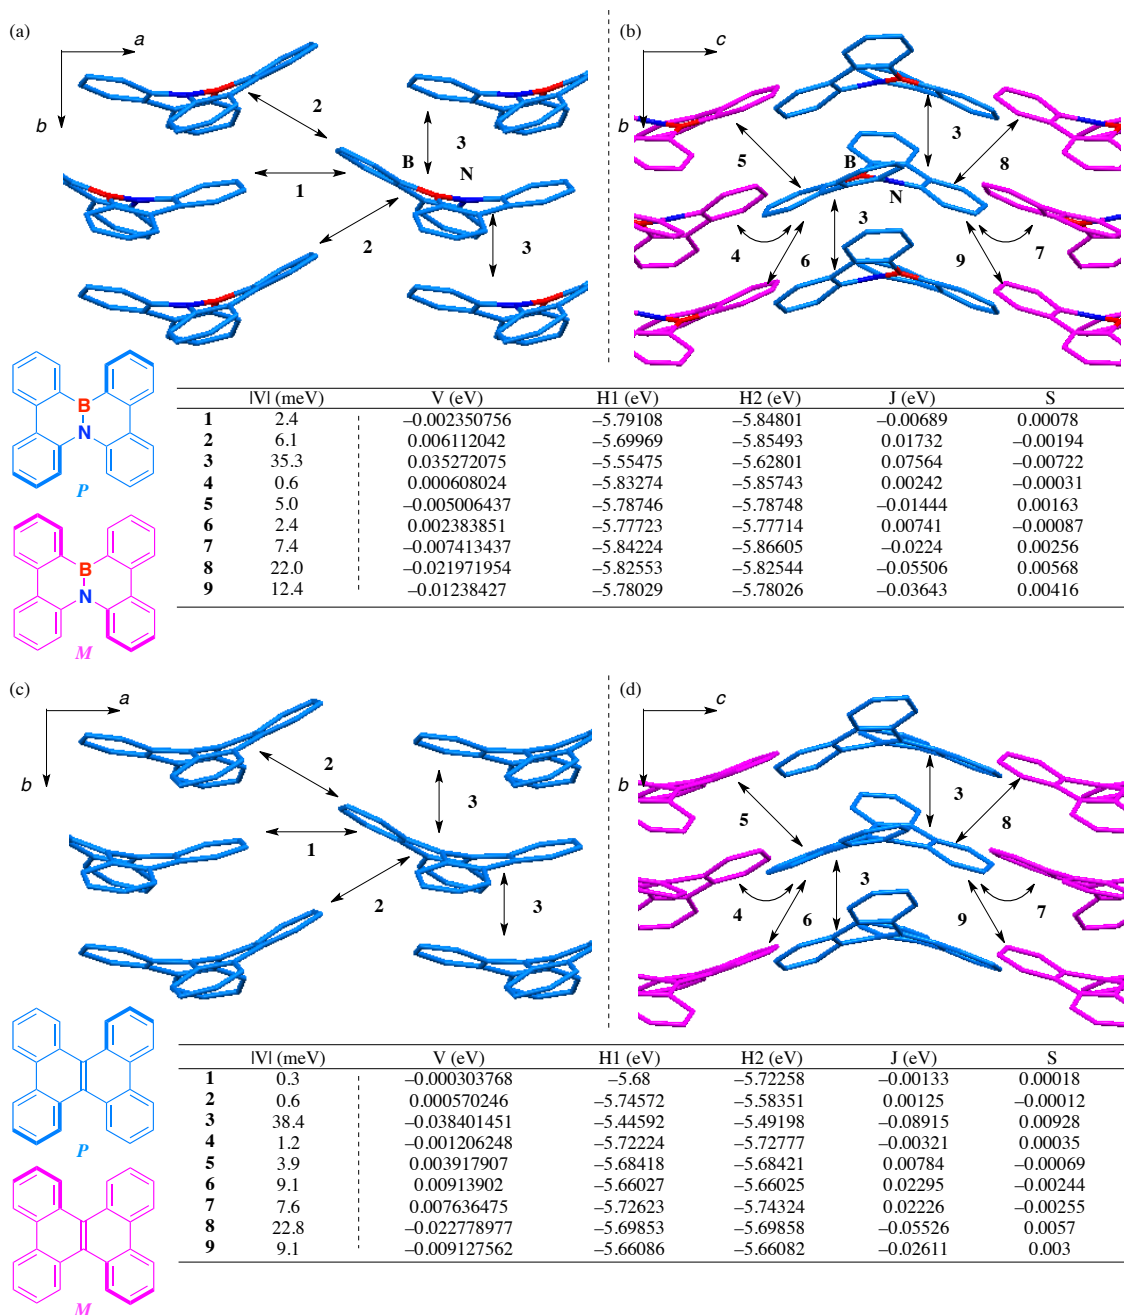 (a)
a
b
2
1
2
B
N
3
3
(b)
c
b
5
B
N
3
8
3
4
6
9
7
B
N
P
B
N
M
|V| (meV) V (eV) H1 (eV) H2 (eV) J (eV) S
1 2.4 –0.002350756 –5.79108 –5.84801 –0.00689 0.00078
2 6.1 0.006112042 –5.69969 –5.85493 0.01732 –0.00194
3 35.3 0.035272075 –5.55475 –5.62801 0.07564 –0.00722
4 0.6 0.000608024 –5.83274 –5.85743 0.00242 –0.00031
5 5.0 –0.005006437 –5.78746 –5.78748 –0.01444 0.00163
6 2.4 0.002383851 –5.77723 –5.77714 0.00741 –0.00087
7 7.4 –0.007413437 –5.84224 –5.86605 –0.0224 0.00256
8 22.0 –0.021971954 –5.82553 –5.82544 –0.05506 0.00568
9 12.4 –0.01238427 –5.78029 –5.78026 –0.03643 0.00416
(c)
a
b
2
1
2
3
3
(d)
c
b
5
3
8
3
4
6
9
7
P
M
|V| (meV) V (eV) H1 (eV) H2 (eV) J (eV) S
1 0.3 –0.000303768 –5.68 –5.72258 –0.00133 0.00018
2 0.6 0.000570246 –5.74572 –5.58351 0.00125 –0.00012
3 38.4 –0.038401451 –5.44592 –5.49198 –0.08915 0.00928
4 1.2 –0.001206248 –5.72224 –5.72777 –0.00321 0.00035
5 3.9 0.003917907 –5.68418 –5.68421 0.00784 –0.00069
6 9.1 0.00913902 –5.66027 –5.66025 0.02295 –0.00244
7 7.6 0.007636475 –5.72623 –5.74324 0.02226 –0.00255
8 22.8 –0.022778977 –5.69853 –5.69858 –0.05526 0.0057
9 9.1 –0.009127562 –5.66086 –5.66082 –0.02611 0.003